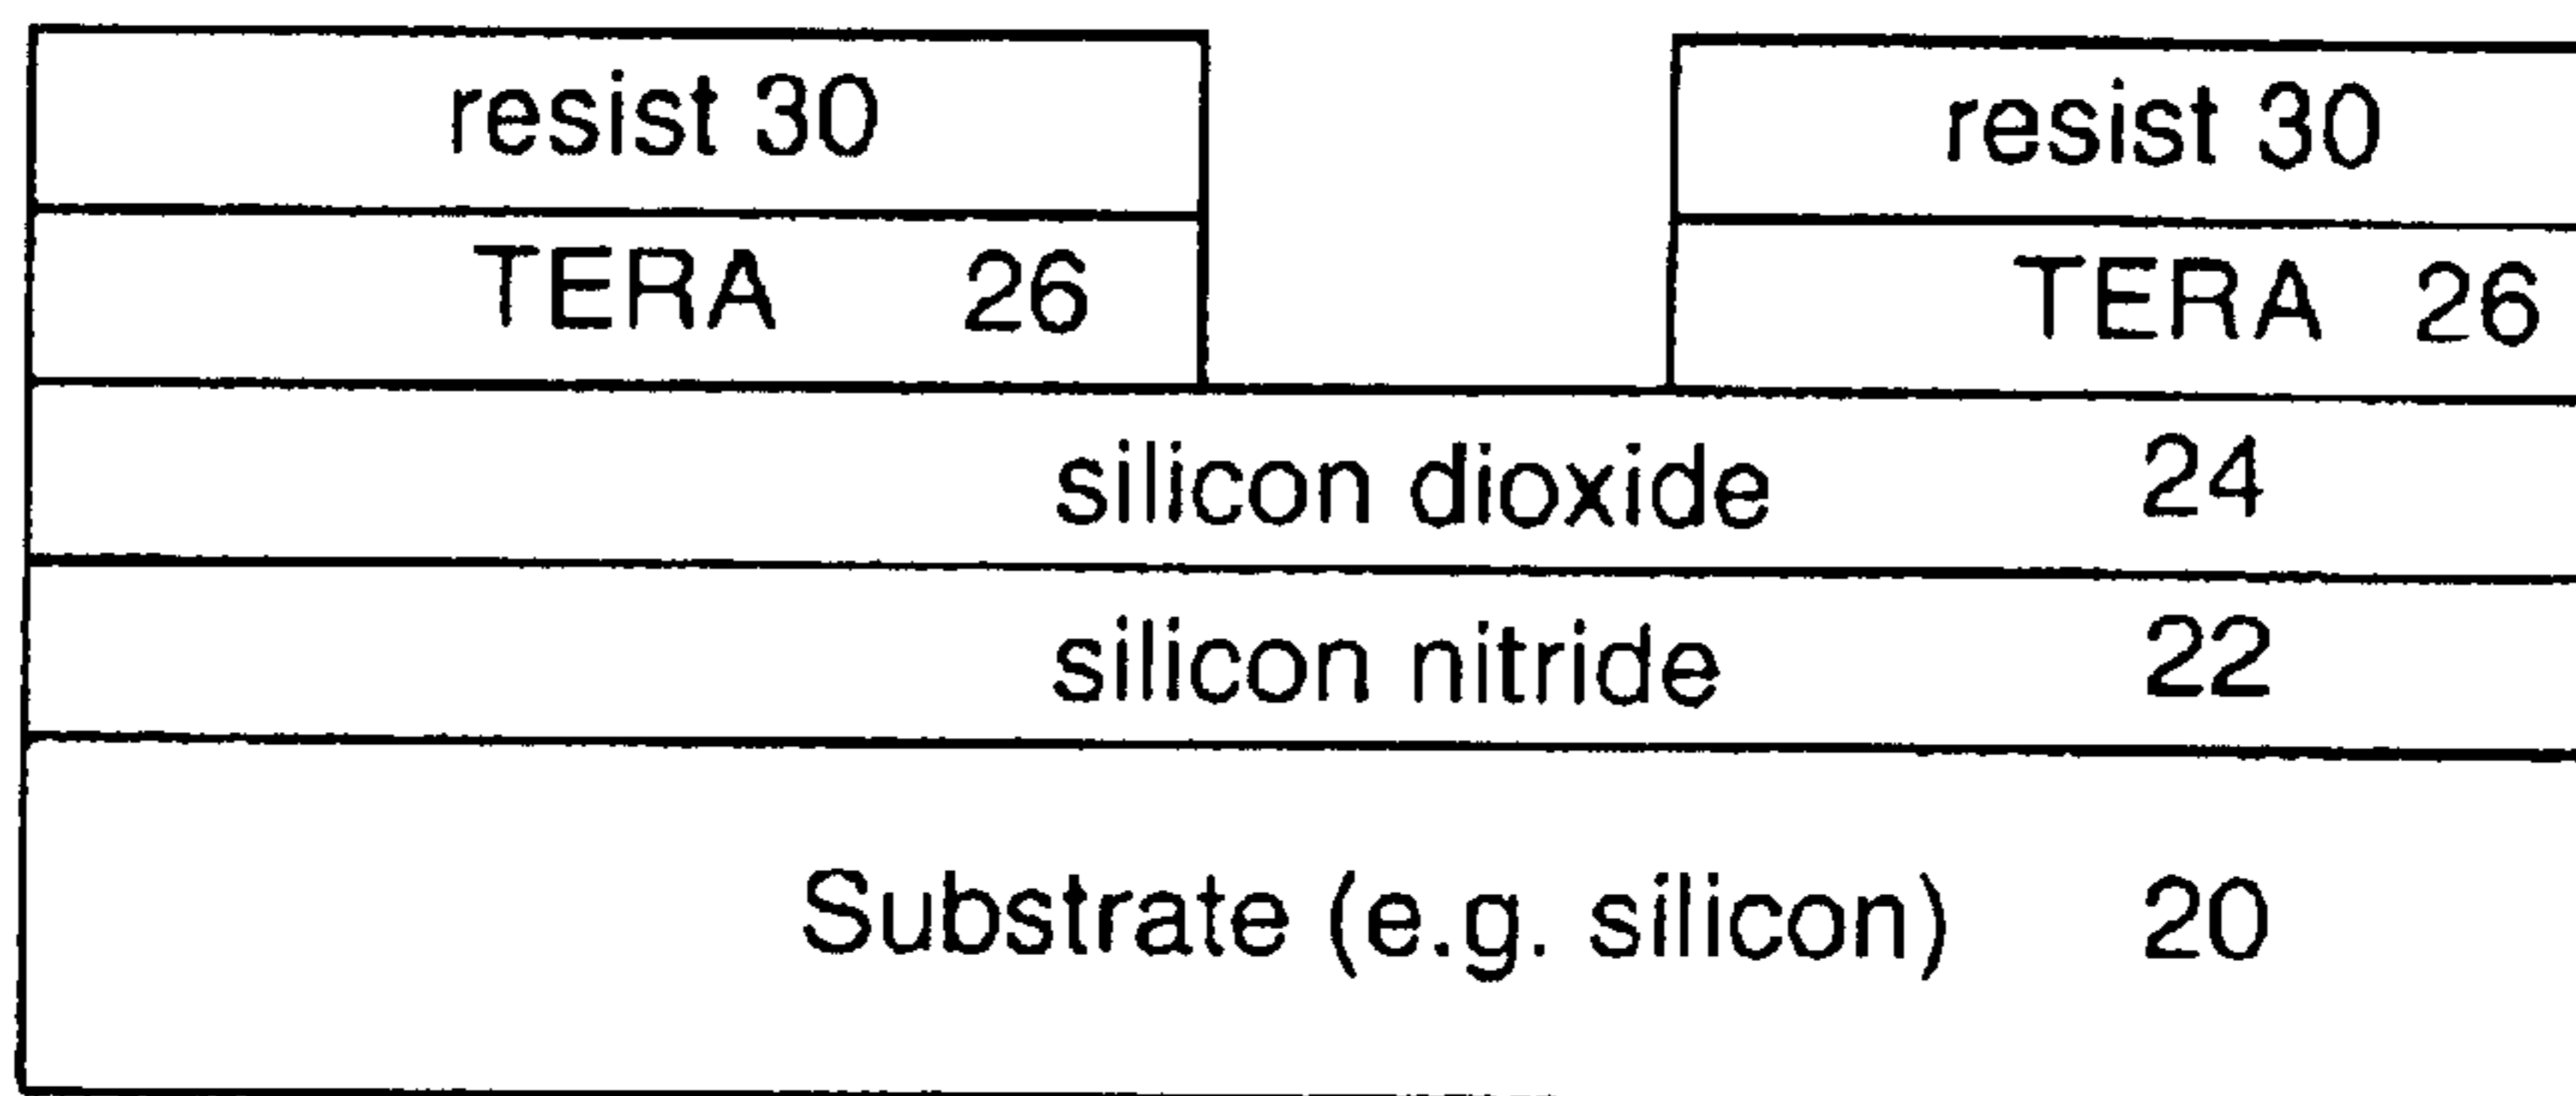 resist 30 resist 30
TERA 26 TERA 26
silicon dioxide 24
silicon nitride 22
Substrate (e.g. silicon) 20